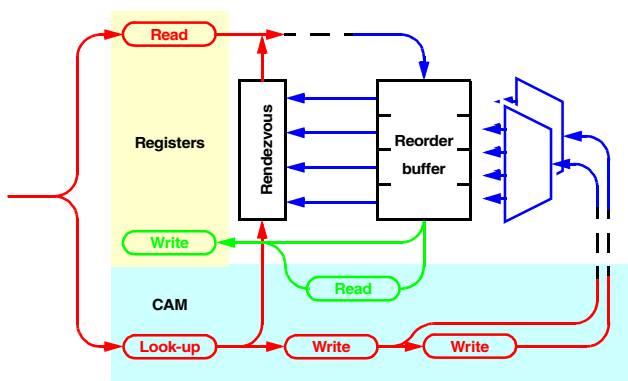 Read
Registers
Rendezvous
Reorder
buffer
Write
Read
CAM
Look-up
Write
Write